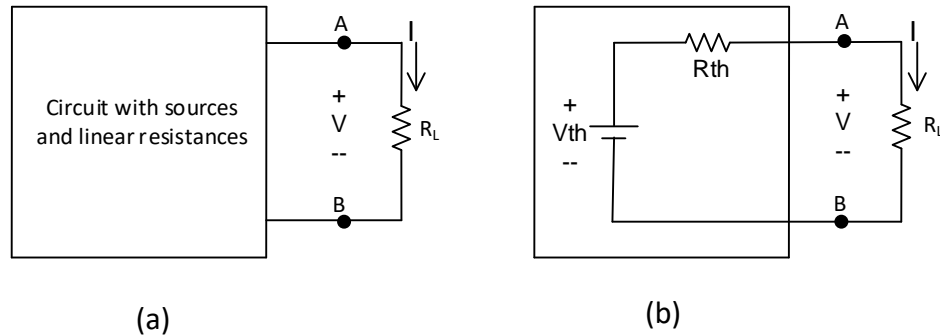 A
I
Circuit with sources
and linear resistances
+
V
--
R_L
B
(a)
A
I
Rth
+
Vth
--
+
V
--
R_L
B
(b)